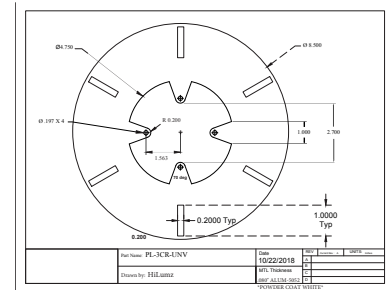 Ø4.750
Ø 8.500
Ø .197 X 4
R 0.200
1.000
2.700
1.563
70 deg
0.200
0.2000 Typ
1.0000
Typ
Part Name: PL-3CR-UNV
Drawn by: HiLumz
Date
10/22/2018
MTL Thickness
.090" ALUM-5052
"POWDER COAT WHITE"
REV
UNITS
A
B
C
D